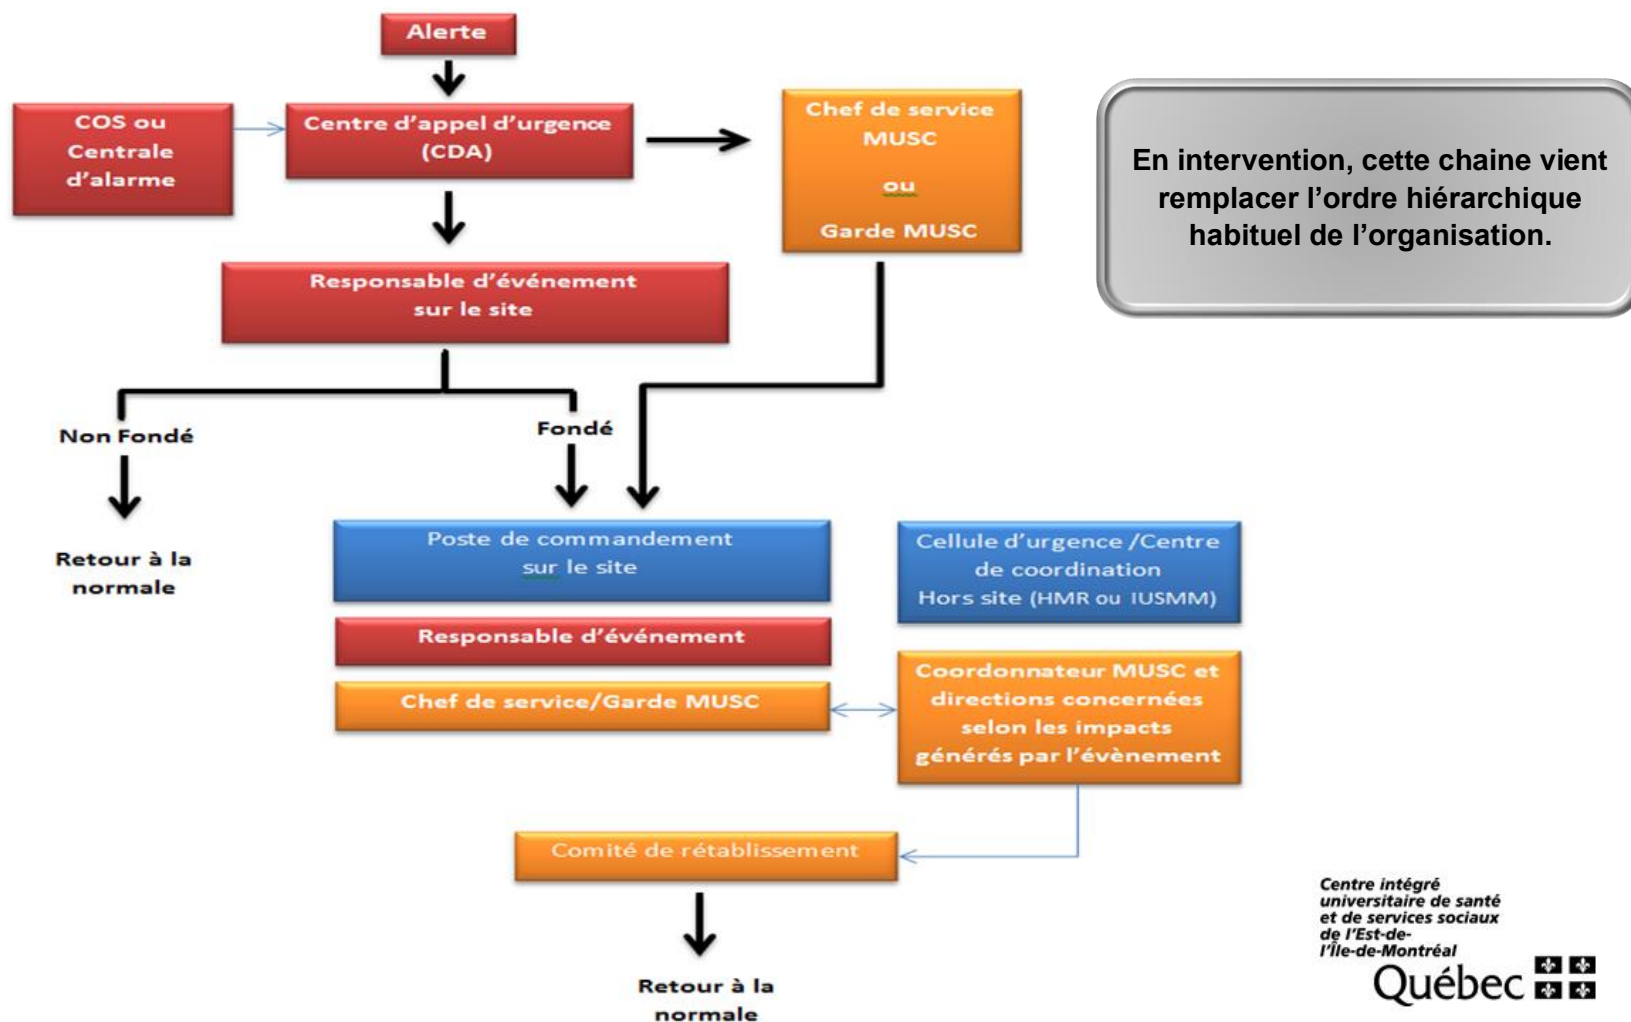 Alerte
COS ou
Centrale
d'alarme
Centre d'appel d'urgence
(CDA)
Chef de service
MUSC
ou
Garde MUSC
En intervention, cette chaine vient
remplacer l'ordre hiérarchique
habituel de l'organisation.
Responsable d'événement
sur le site
Non Fondé
Fondé
Retour à la
normale
Poste de commandement
sur le site
Cellule d'urgence /Centre
de coordination
Hors site (HMR ou IUSMM)
Responsable d'événement
Chef de service/Garde MUSC
Coordonnateur MUSC et
directions concernées
selon les impacts
générés par l'évènement
Comité de rétablissement
Retour à la
normale
Centre intégré
universitaire de santé
et de services sociaux
de l'Est-de-
l'Île-de-Montréal
Québec